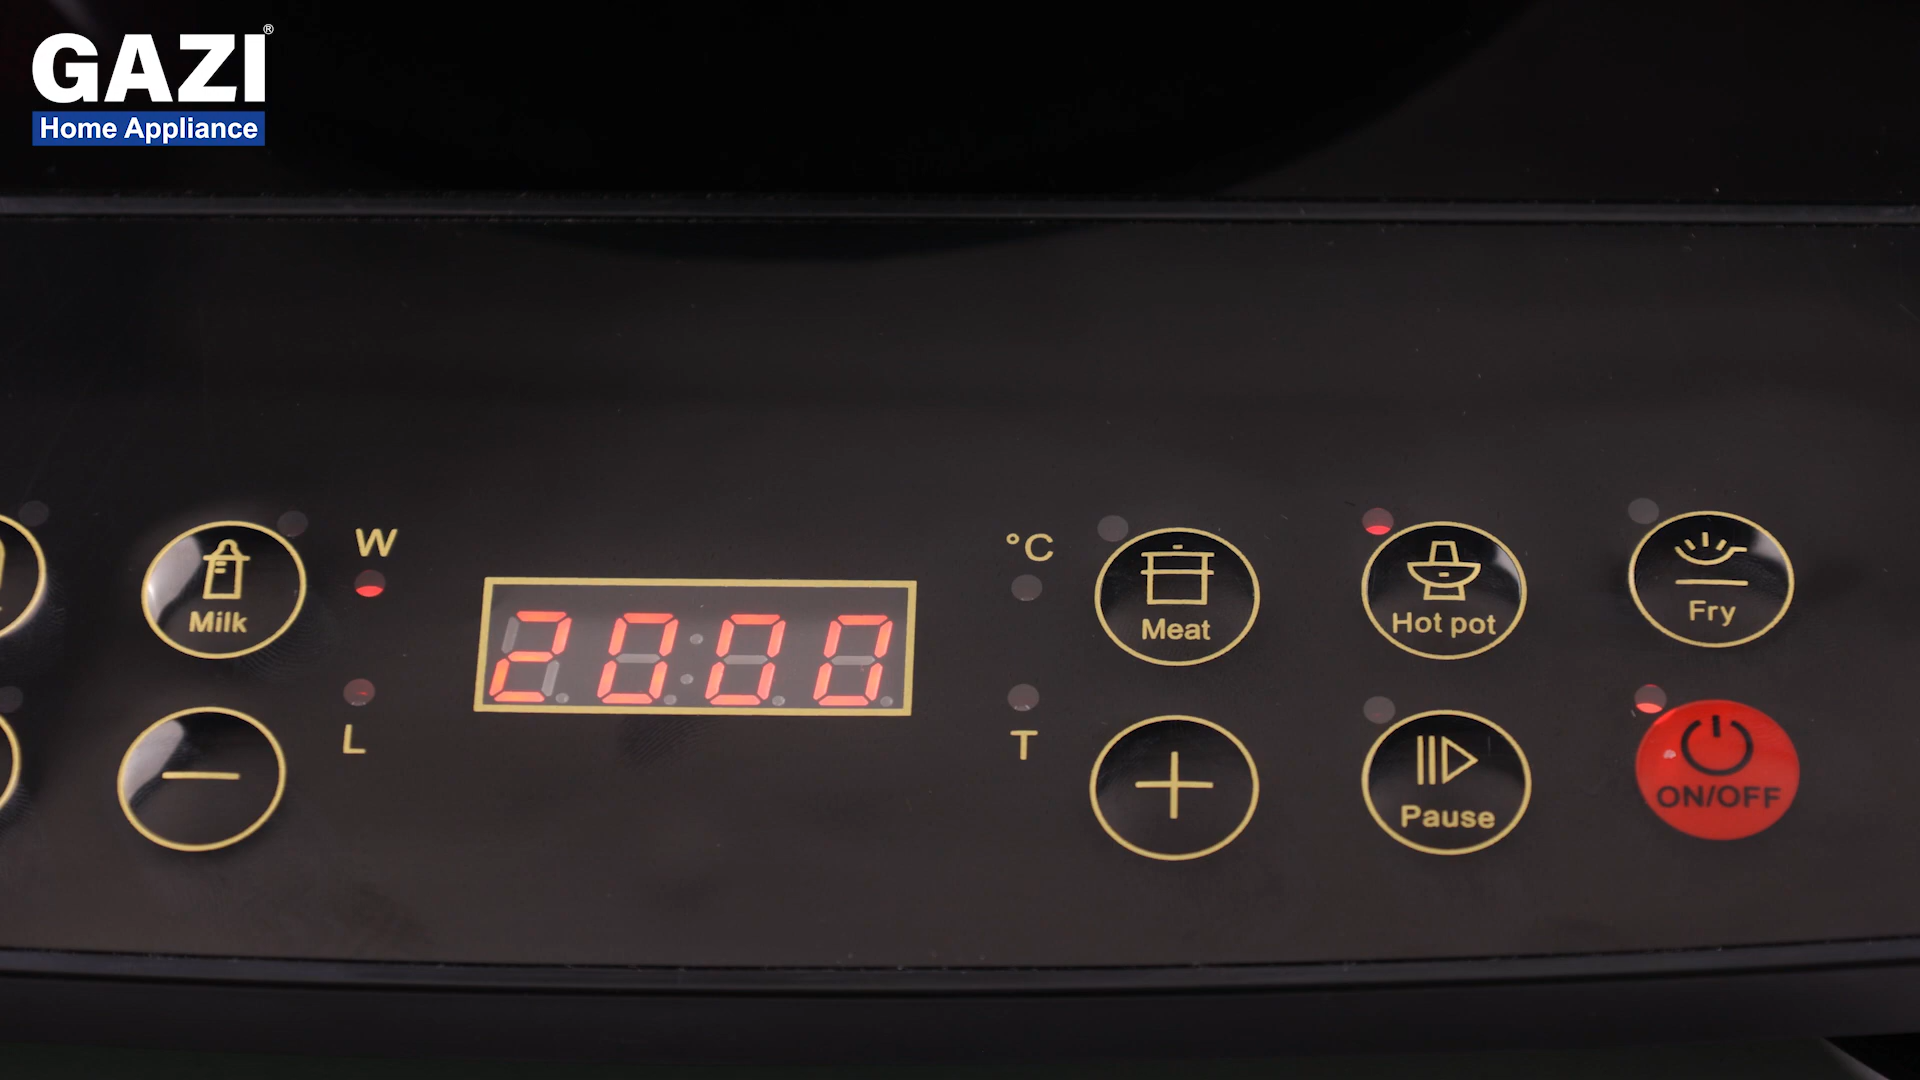 GAZI®
Home Appliance
Milk
W
L
2000
°C
T
Meat
Hot pot
Fry
Pause
ON/OFF